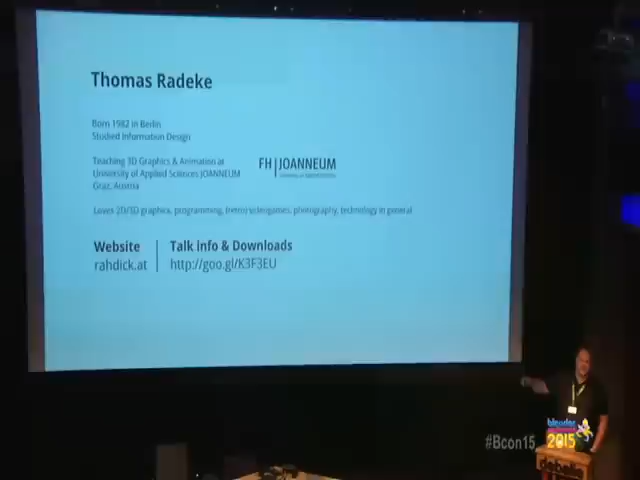 Thomas Radeke
Born 1982 in Berlin
Studied Information Design
Teaching 3D Graphics & Animation at
University of Applied Sciences JOANNEUM
Graz, Austria
FH JOANNEUM
Loves 2D/3D graphics, programming, (retro) videogames, photography, technology in general
Website
rahdick.at
Talk Info & Downloads
http://goo.gl/K3F3EU
#Bcon15
blender
2015
debalie